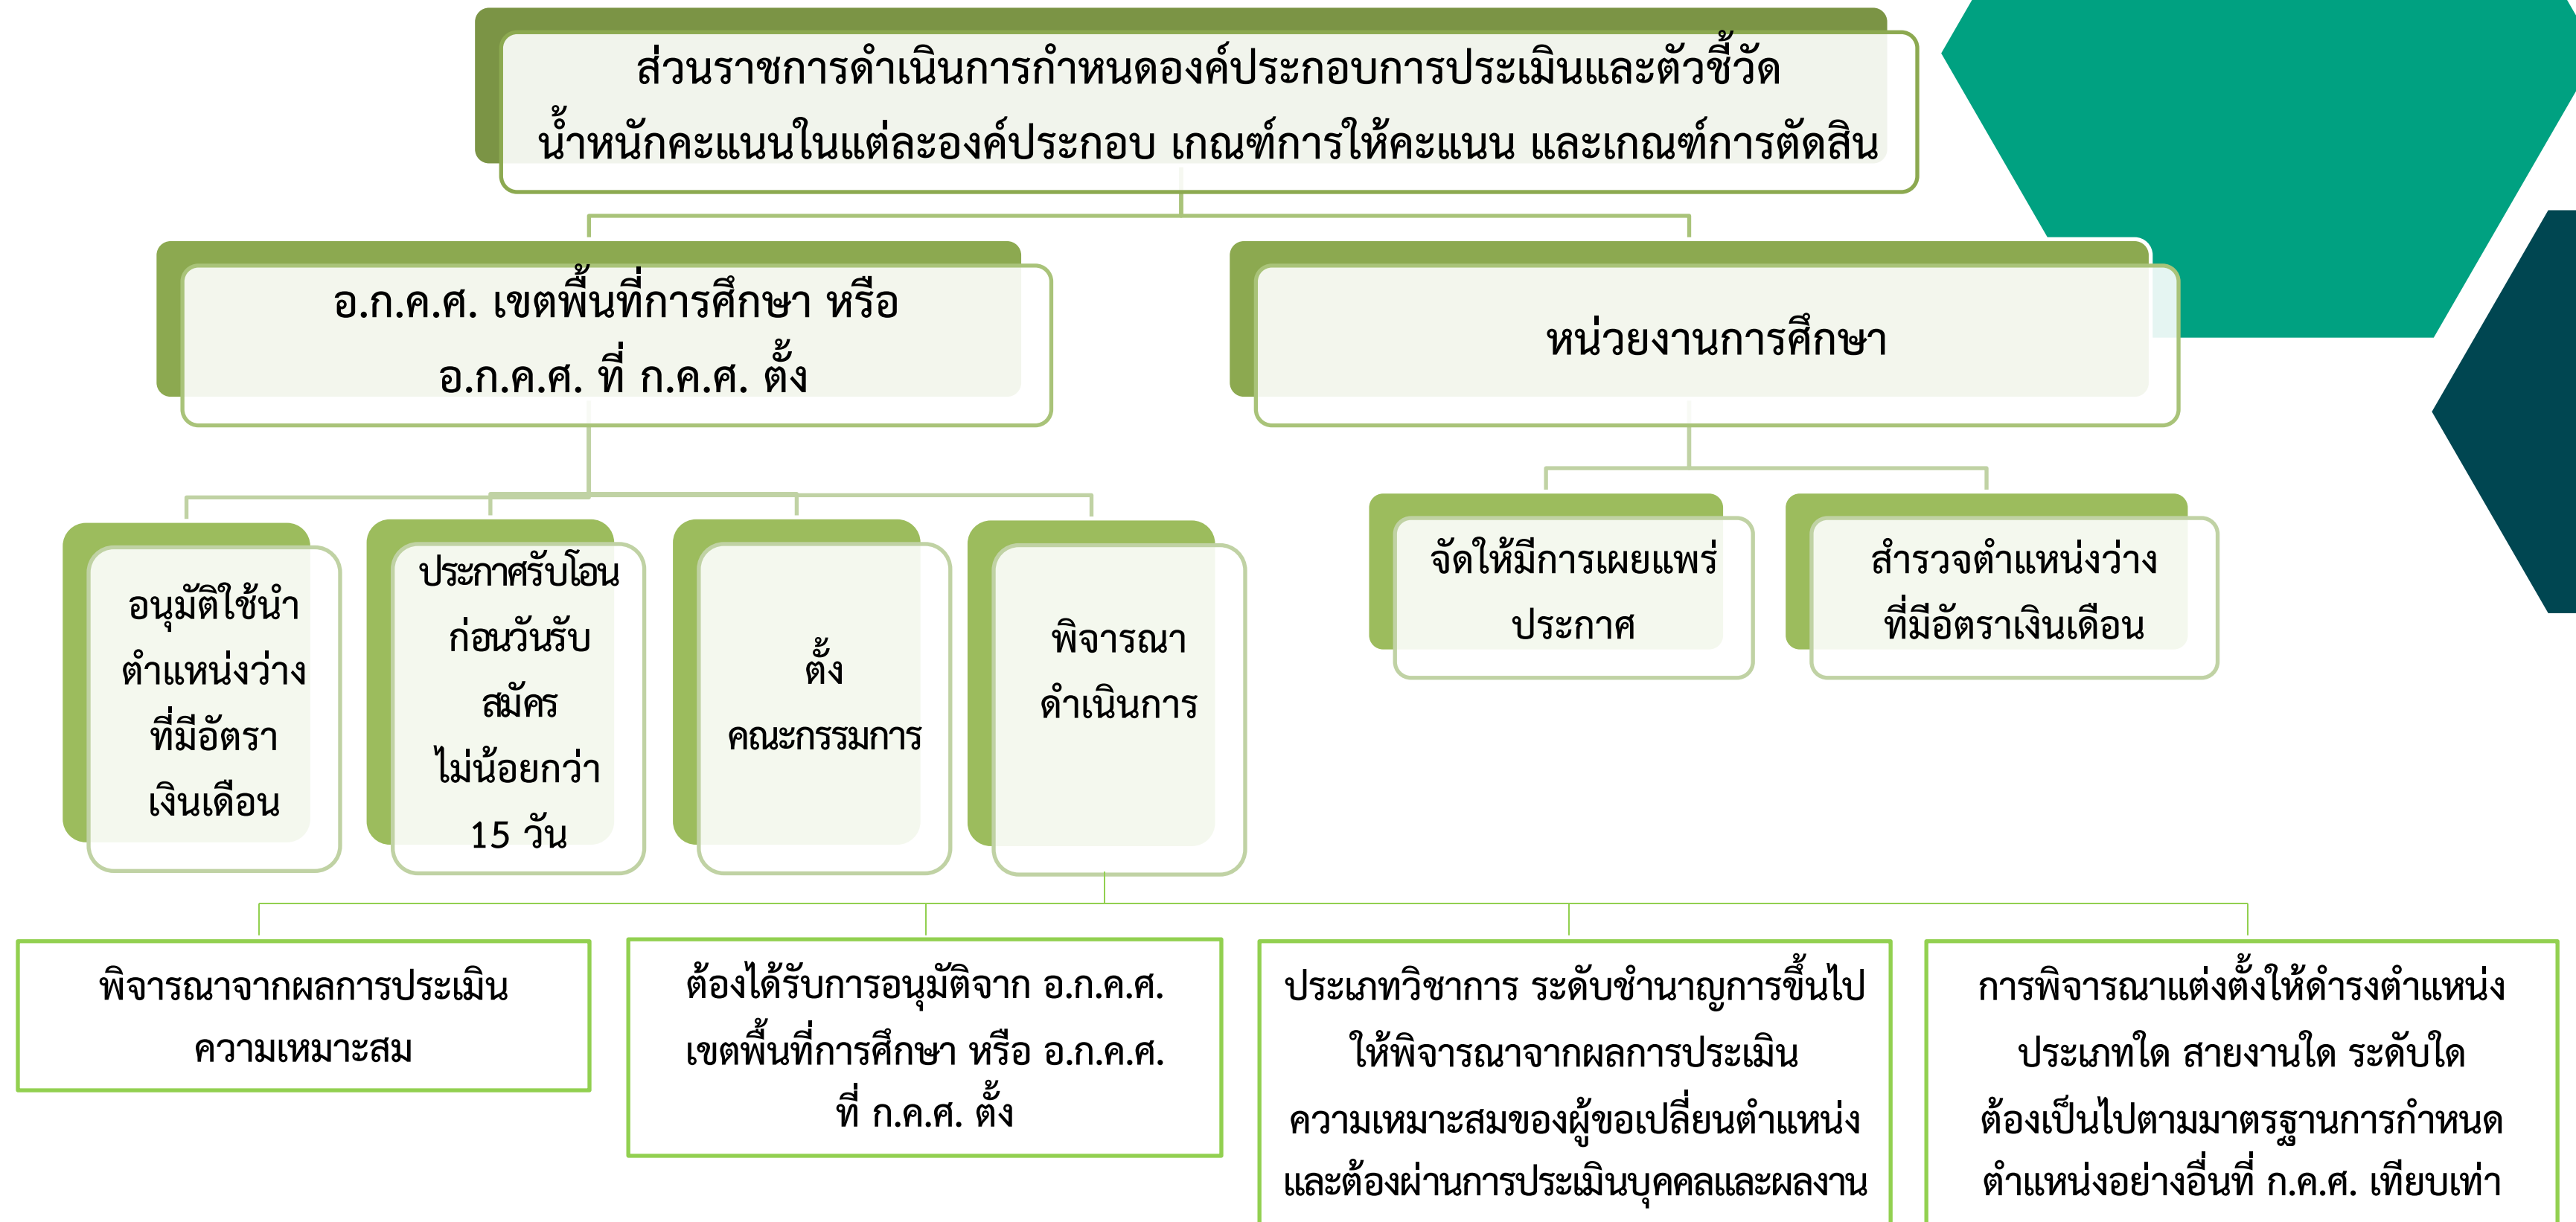 ส่วนราชการดำเนินการกำหนดองค์ประกอบการประเมินและตัวชี้วัด
น้ำหนักคะแนนในแต่ละองค์ประกอบ เกณฑ์การให้คะแนน และเกณฑ์การตัดสิน
อ.ก.ค.ศ. เขตพื้นที่การศึกษา หรือ
อ.ก.ค.ศ. ที่ ก.ค.ศ. ตั้ง
หน่วยงานการศึกษา
อนุมัติใช้นำ
ตำแหน่งว่าง
ที่มีอัตรา
เงินเดือน
ประกาศรับโอน
ก่อนวันรับ
สมัคร
ไม่น้อยกว่า
15 วัน
ตั้ง
คณะกรรมการ
พิจารณา
ดำเนินการ
จัดให้มีการเผยแพร่
ประกาศ
สำรวจตำแหน่งว่าง
ที่มีอัตราเงินเดือน
พิจารณาจากผลการประเมิน
ความเหมาะสม
ต้องได้รับการอนุมัติจาก อ.ก.ค.ศ.
เขตพื้นที่การศึกษา หรือ อ.ก.ค.ศ.
ที่ ก.ค.ศ. ตั้ง
ประเภทวิชาการ ระดับชำนาญการขึ้นไป
ให้พิจารณาจากผลการประเมิน
ความเหมาะสมของผู้ขอเปลี่ยนตำแหน่ง
และต้องผ่านการประเมินบุคคลและผลงาน
การพิจารณาแต่งตั้งให้ดำรงตำแหน่ง
ประเภทใด สายงานใด ระดับใด
ต้องเป็นไปตามมาตรฐานการกำหนด
ตำแหน่งอย่างอื่นที่ ก.ค.ศ. เทียบเท่า